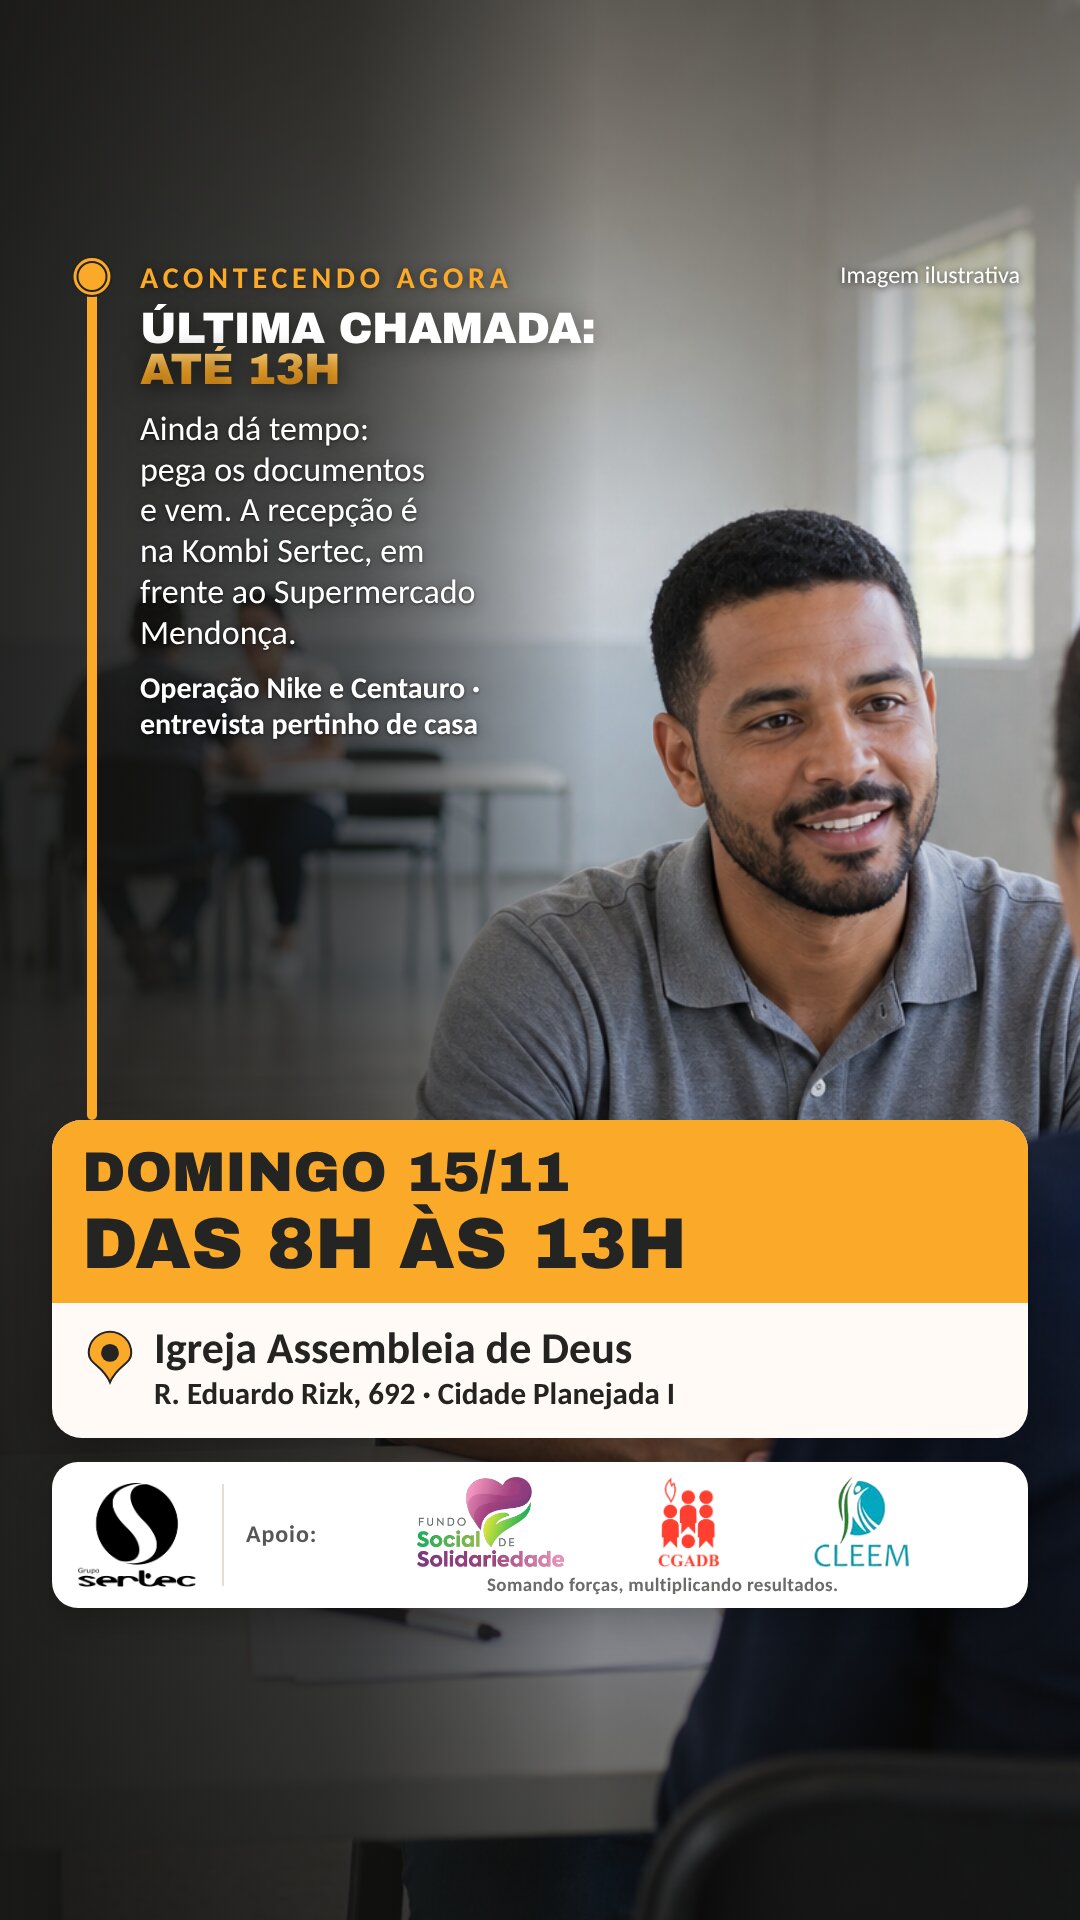 ACONTECENDO AGORA
Imagem ilustrativa
ÚLTIMA CHAMADA:
ATÉ 13H
Ainda dá tempo:
pega os documentos
e vem. A recepção é
na Kombi Sertec, em
frente ao Supermercado
Mendonça.
Operação Nike e Centauro ·
entrevista pertinho de casa
DOMINGO 15/11
DAS 8H ÀS 13H
Igreja Assembleia de Deus
R. Eduardo Rizk, 692 · Cidade Planejada I
Grupo
sertec
Apoio:
FUNDO
Social DE
Solidariedade
CGADB
CLEEM
Somando forças, multiplicando resultados.